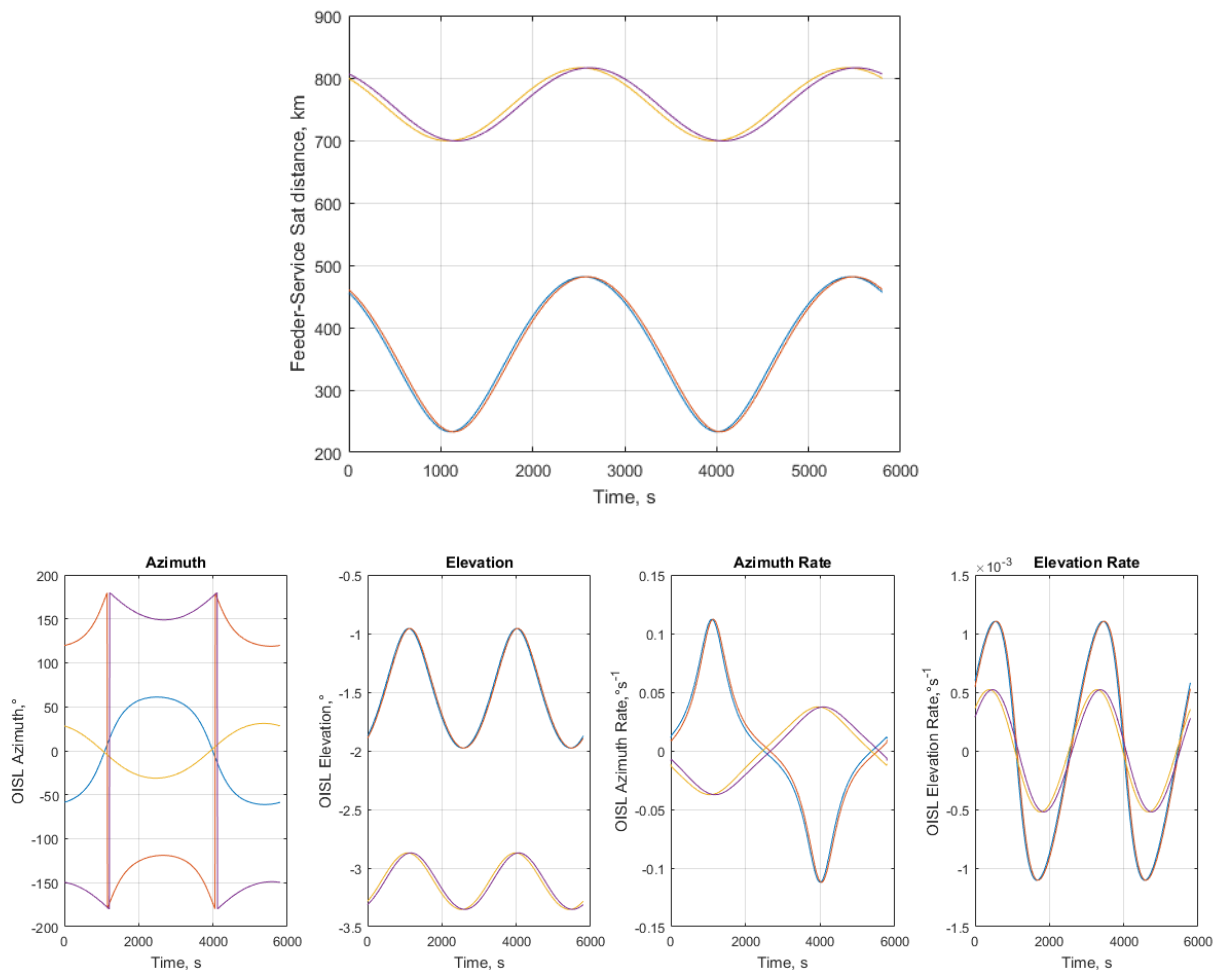 900
800
700
600
500
400
300
200
Feeder-Service Sat distance, km
0 1000 2000 3000 4000 5000 6000
Time, s
Azimuth
200
150
100
50
0
-50
-100
-150
-200
OISL Azimuth,°
0 2000 4000 6000
Time, s
Elevation
-0.5
-1
-1.5
-2
-2.5
-3
-3.5
OISL Elevation,°
0 2000 4000 6000
Time, s
Azimuth Rate
0.15
0.1
0.05
0
-0.05
-0.1
-0.15
OISL Azimuth Rate,°s-1
0 2000 4000 6000
Time, s
Elevation Rate
×10-3
1.5
1
0.5
0
-0.5
-1
-1.5
OISL Elevation Rate,°s-1
0 2000 4000 6000
Time, s